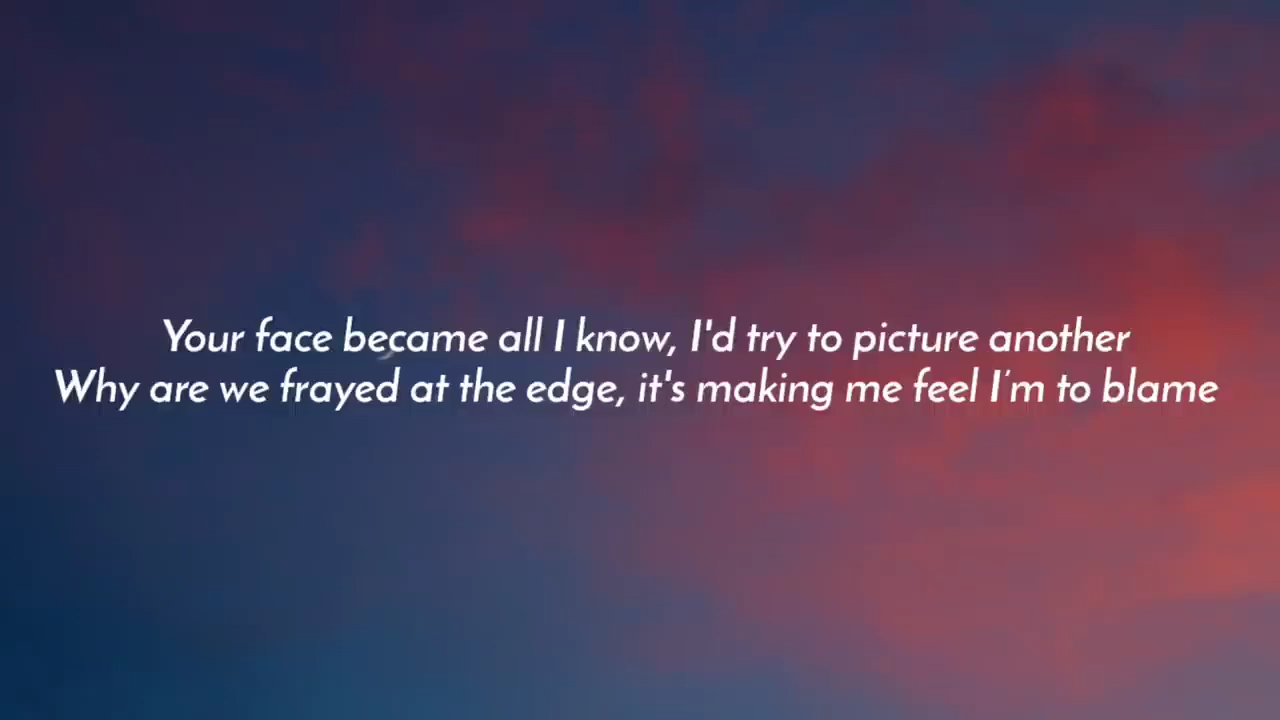 Your face became all I know, I'd try to picture another
Why are we frayed at the edge, it's making me feel I'm to blame